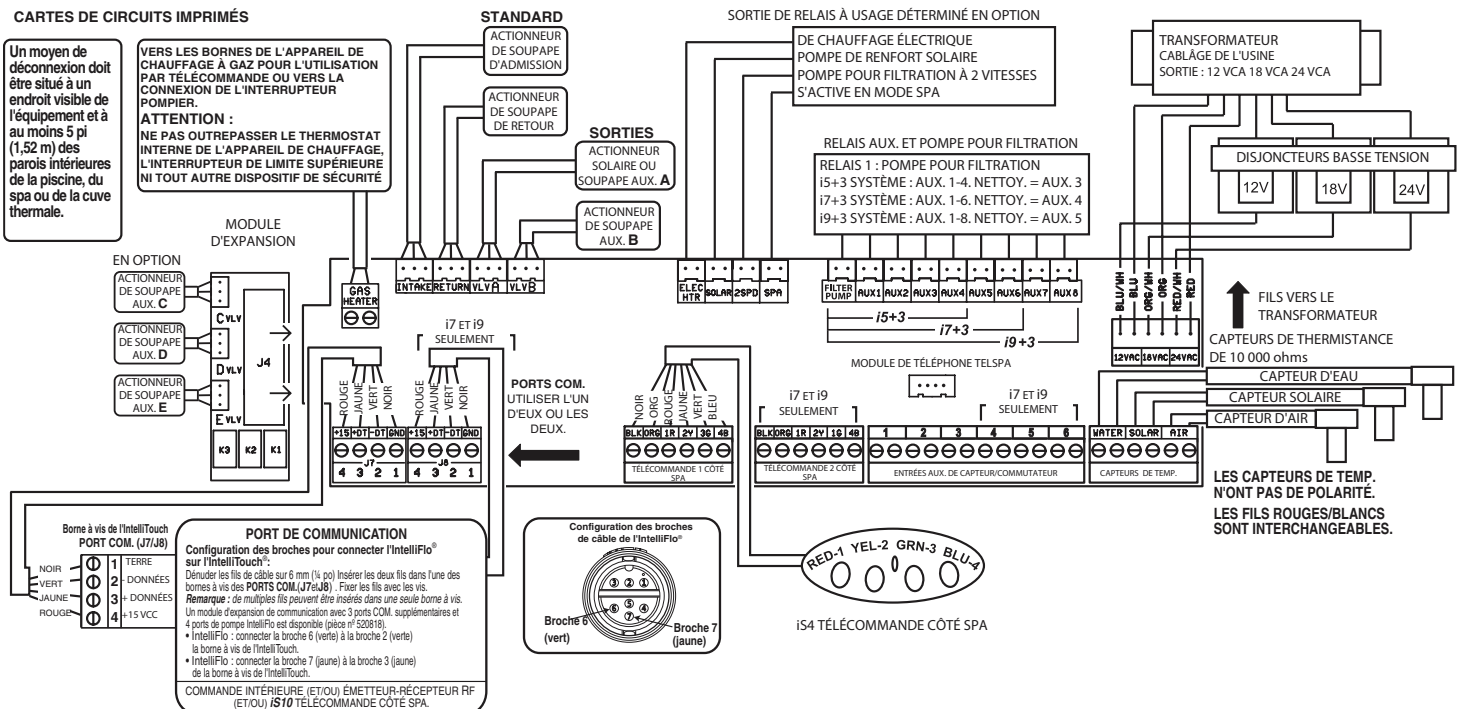 CARTES DE CIRCUITS IMPRIMÉS
Un moyen de
déconnexion doit
être situé à un
endroit visible de
l'équipement et à
au moins 5 pi
(1,52 m) des
parois intérieures
de la piscine, du
spa ou de la cuve
thermale.
VERS LES BORNES DE L'APPAREIL DE
CHAUFFAGE À GAZ POUR L'UTILISATION
PAR TÉLÉCOMMANDE OU VERS LA
CONNEXION DE L'INTERRUPTEUR
POMPIER.
ATTENTION :
NE PAS OUTREPASSER LE THERMOSTAT
INTERNE DE L'APPAREIL DE CHAUFFAGE,
L'INTERRUPTEUR DE LIMITE SUPÉRIEURE
NI TOUT AUTRE DISPOSITIF DE SÉCURITÉ
STANDARD
ACTIONNEUR
DE SOUPAPE
D'ADMISSION
ACTIONNEUR
DE SOUPAPE
DE RETOUR
SORTIES
ACTIONNEUR
SOLAIRE OU
SOUPAPE AUX. A
ACTIONNEUR
DE SOUPAPE
AUX. B
SORTIE DE RELAIS À USAGE DÉTERMINÉ EN OPTION
DE CHAUFFAGE ÉLECTRIQUE
POMPE DE RENFORT SOLAIRE
POMPE POUR FILTRATION À 2 VITESSES
S'ACTIVE EN MODE SPA
RELAIS AUX. ET POMPE POUR FILTRATION
RELAIS 1 : POMPE POUR FILTRATION
i5+3 SYSTÈME : AUX. 1-4. NETTOY. = AUX. 3
i7+3 SYSTÈME : AUX. 1-6. NETTOY. = AUX. 4
i9+3 SYSTÈME : AUX. 1-8. NETTOY. = AUX. 5
TRANSFORMATEUR
CABLÂGE DE L'USINE
SORTIE : 12 VCA 18 VCA 24 VCA
DISJONCTEURS BASSE TENSION
12V 18V 24V
BLU/WH BLU ORG/WH ORG RED/WH RED
12VAC 18VAC 24VAC
FILS VERS LE
TRANSFORMATEUR
MODULE
D'EXPANSION
EN OPTION
ACTIONNEUR
DE SOUPAPE
AUX. C
ACTIONNEUR
DE SOUPAPE
AUX. D
ACTIONNEUR
DE SOUPAPE
AUX. E
C VLV
D VLV
E VLV
J4
K3 K2 K1
GAS
HEATER
INTAKE RETURN VLV A VLV B
ELEC
HTR SOLAR 2SPD SPA
FILTER
PUMP AUX1 AUX2 AUX3 AUX4 AUX5 AUX6 AUX7 AUX8
i5+3
i7+3
i9+3
i7 ET i9
SEULEMENT
ROUGE JAUNE VERT NOIR ROUGE JAUNE VERT NOIR
+15 +DT -DT GND +15 +DT -DT GND
J7 J8
4 3 2 1 4 3 2 1
PORTS COM.
UTILISER L'UN
D'EUX OU LES
DEUX.
NOIR ORG ROUGE JAUNE VERT BLEU
BLK ORG 1R 2Y 3G 4B
TÉLÉCOMMANDE 1 CÔTÉ
SPA
i7 ET i9
SEULEMENT
BLK ORG 1R 2Y 1G 4B
TÉLÉCOMMANDE 2 CÔTÉ
SPA
MODULE DE TÉLÉPHONE TELSPA
i7 ET i9
SEULEMENT
1 2 3 4 5 6
ENTRÉES AUX. DE CAPTEUR/COMMUTATEUR
CAPTEURS DE THERMISTANCE
DE 10 000 ohms
CAPTEUR D'EAU
CAPTEUR SOLAIRE
CAPTEUR D'AIR
WATER SOLAR AIR
CAPTEURS DE TEMP.
LES CAPTEURS DE TEMP.
N'ONT PAS DE POLARITÉ.
LES FILS ROUGES/BLANCS
SONT INTERCHANGEABLES.
Borne à vis de l'IntelliTouch
PORT COM. (J7/J8)
NOIR 1 TERRE
VERT 2 - DONNÉES
JAUNE 3 + DONNÉES
ROUGE 4 +15 VCC
PORT DE COMMUNICATION
Configuration des broches pour connecter l'IntelliFlo®
sur l'IntelliTouch®:
Dénuder les fils de câble sur 6 mm (¼ po) Insérer les deux fils dans l'une des
bornes à vis des PORTS COM.(J7etJ8) . Fixer les fils avec les vis.
Remarque : de multiples fils peuvent être insérés dans une seule borne à vis.
Un module d'expansion de communication avec 3 ports COM. supplémentaires et
4 ports de pompe IntelliFlo est disponible (pièce nº 520818).
• IntelliFlo : connecter la broche 6 (verte) à la broche 2 (verte)
la borne à vis de l'IntelliTouch.
• IntelliFlo : connecter la broche 7 (jaune) à la broche 3 (jaune)
de la borne à vis de l'IntelliTouch.
COMMANDE INTÉRIEURE (ET/OU) ÉMETTEUR-RÉCEPTEUR RF
(ET/OU) iS10 TÉLÉCOMMANDE CÔTÉ SPA.
Configuration des broches
de câble de l'IntelliFlo®
3 2 1
6 5 4
7
Broche 6
(vert)
Broche 7
(jaune)
RED-1 YEL-2 GRN-3 BLU-4
iS4 TÉLÉCOMMANDE CÔTÉ SPA